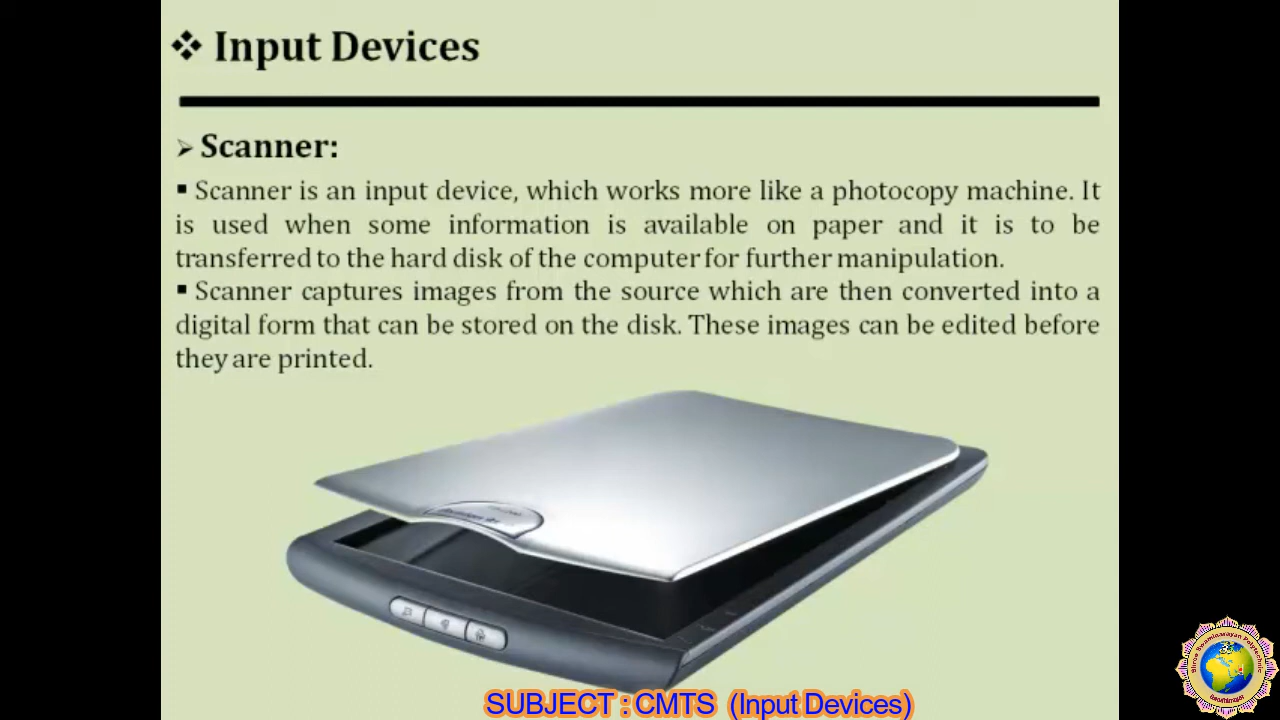 ❖ Input Devices
➢ Scanner:
▪ Scanner is an input device, which works more like a photocopy machine. It
is used when some information is available on paper and it is to be
transferred to the hard disk of the computer for further manipulation.
▪ Scanner captures images from the source which are then converted into a
digital form that can be stored on the disk. These images can be edited before
they are printed.
SUBJECT : CMTS (Input Devices)